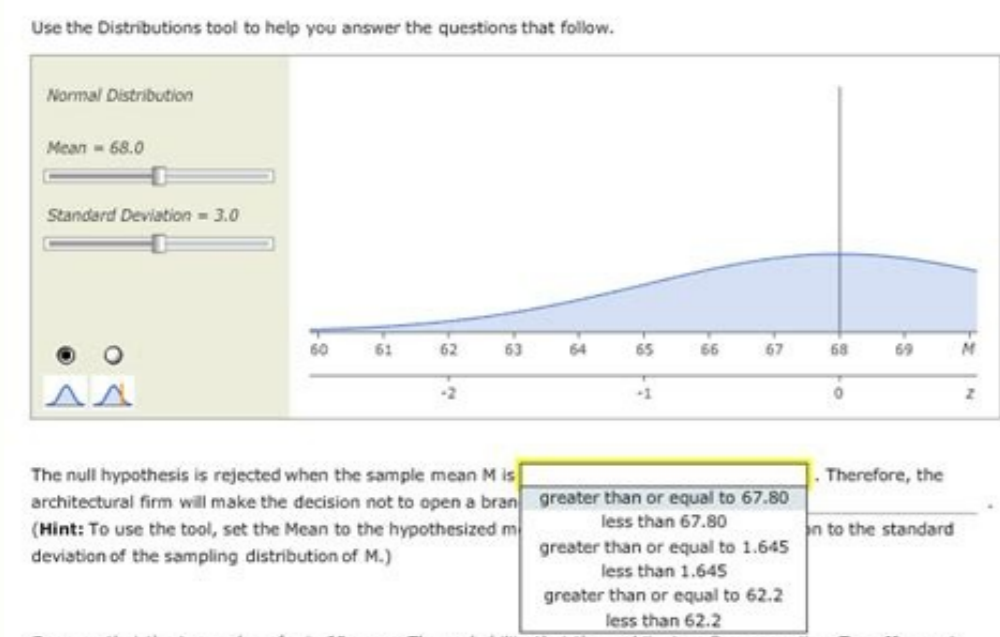 Use the Distributions tool to help you answer the questions that follow.
Normal Distribution
Mean = 68.0
Standard Deviation = 3.0
60 61 62 63 64 65 66 67 68 69 M
-2 -1 0 z
The null hypothesis is rejected when the sample mean M is . Therefore, the
architectural firm will make the decision not to open a bran .
(Hint: To use the tool, set the Mean to the hypothesized m on to the standard
deviation of the sampling distribution of M.)
greater than or equal to 67.80
less than 67.80
greater than or equal to 1.645
less than 1.645
greater than or equal to 62.2
less than 62.2